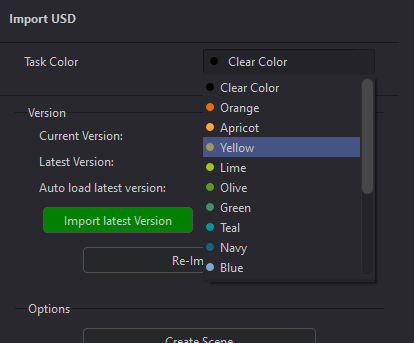 Import USD
Task Color
Clear Color
Clear Color
Orange
Apricot
Yellow
Lime
Olive
Green
Teal
Navy
Blue
Version
Current Version:
Latest Version:
Auto load latest version:
Import latest Version
Re-Im
Options
Create Scene